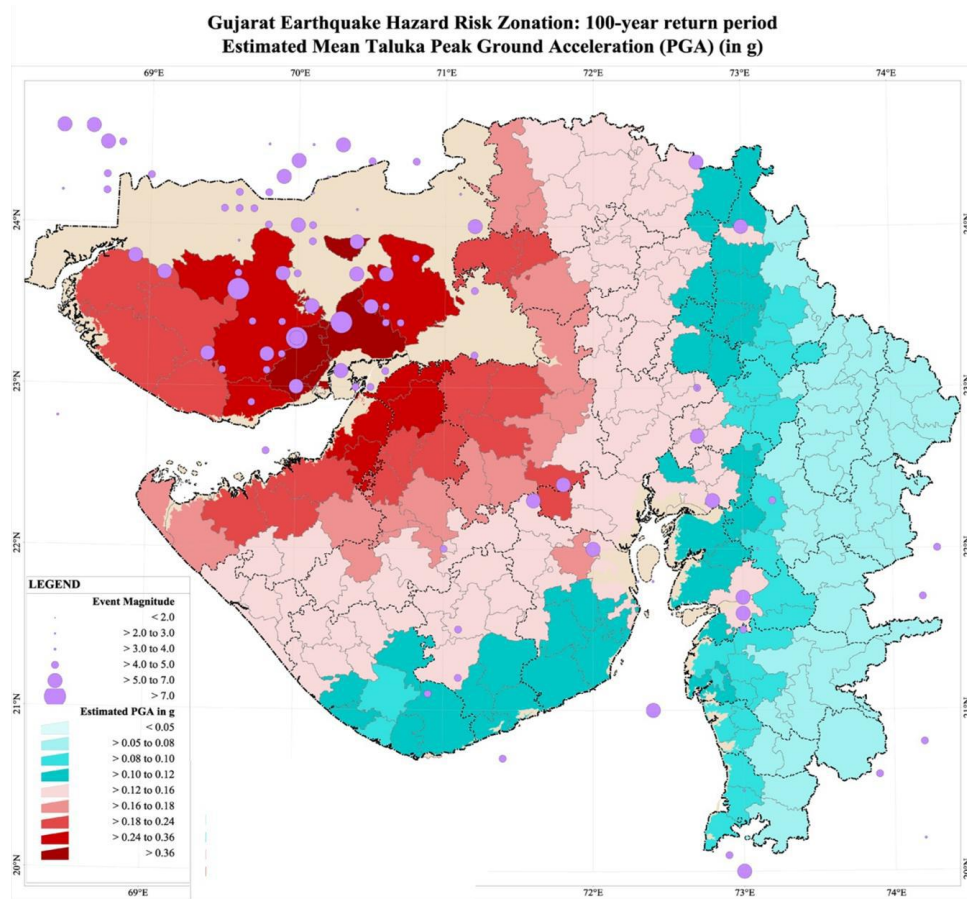 Gujarat Earthquake Hazard Risk Zonation: 100-year return period
Estimated Mean Taluka Peak Ground Acceleration (PGA) (in g)
69°E 70°E 71°E 72°E 73°E 74°E
24°N
23°N 23°N
22°N
21°N
20°N
LEGEND
Event Magnitude
< 2.0
> 2.0 to 3.0
> 3.0 to 4.0
> 4.0 to 5.0
> 5.0 to 7.0
> 7.0
Estimated PGA in g
< 0.05
> 0.05 to 0.08
> 0.08 to 0.10
> 0.10 to 0.12
> 0.12 to 0.16
> 0.16 to 0.18
> 0.18 to 0.24
> 0.24 to 0.36
> 0.36
69°E 72°E 73°E 74°E